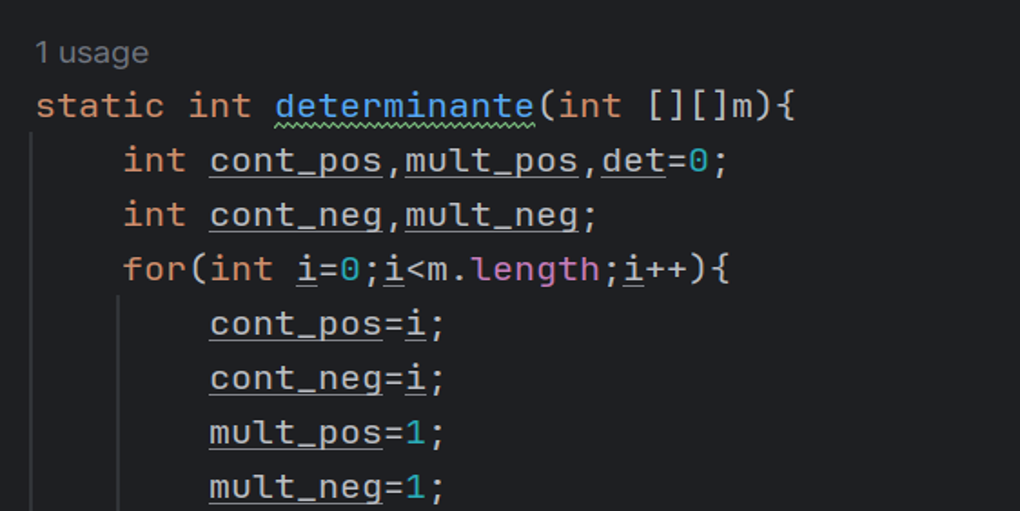 1 usage
static int determinante(int [][]m){
int cont_pos,mult_pos,det=0;
int cont_neg,mult_neg;
for(int i=0;i<m.length;i++){
cont_pos=i;
cont_neg=i;
mult_pos=1;
mult_neg=1;